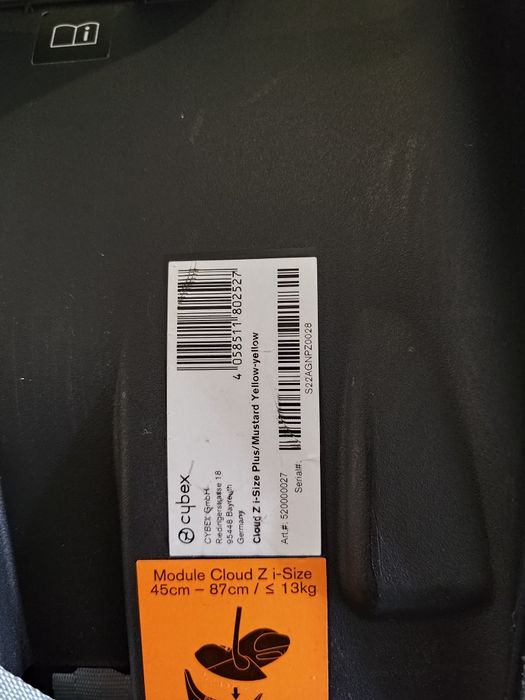 cybex
CYBEX GmbH
Riedingerstrasse 18
95448 Bayreuth
Germany
4 058511 802527
Cloud Z i-Size Plus/Mustard Yellow-yellow
Art.#: 520000027
Serial#:
S22AGNPZ0028
Module Cloud Z i-Size
45cm – 87cm / ≤ 13kg